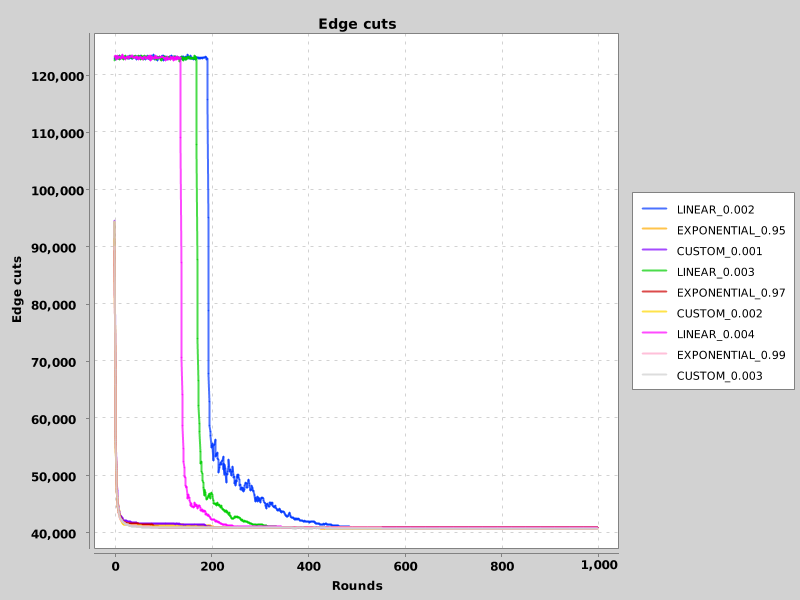 Edge cuts
120,000
110,000
100,000
90,000
80,000
70,000
60,000
50,000
40,000
Edge cuts
0 200 400 600 800 1,000
Rounds
LINEAR_0.002
EXPONENTIAL_0.95
CUSTOM_0.001
LINEAR_0.003
EXPONENTIAL_0.97
CUSTOM_0.002
LINEAR_0.004
EXPONENTIAL_0.99
CUSTOM_0.003